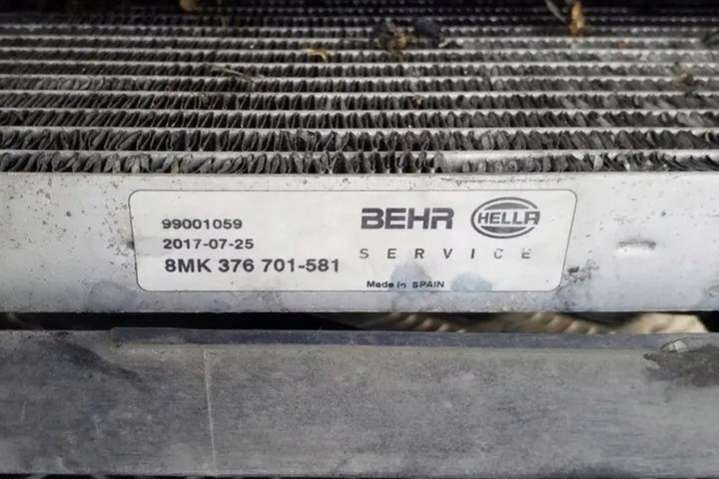 99001059
2017-07-25
8MK 376 701-581
BEHR HELLA
SERVICE
Made in SPAIN